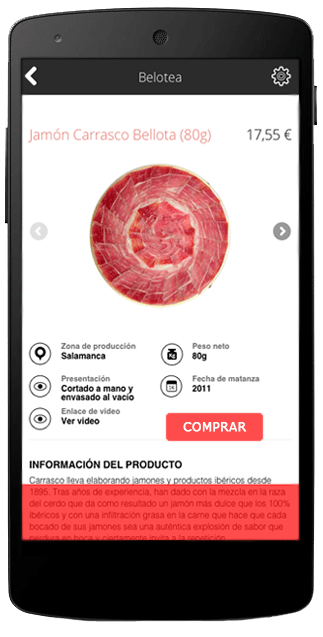 Belotea
Jamón Carrasco Bellota (80g)
17,55 €
Zona de producción
Salamanca
Peso neto
Kg
80g
Presentación
Cortado a mano y
envasado al vacío
Fecha de matanza
2011
Enlace de video
Ver video
COMPRAR
INFORMACIÓN DEL PRODUCTO
Carrasco lleva elaborando jamones y productos ibéricos desde
1895. Tras años de experiencia, han dado con la mezcla en la raza
del cerdo que da como resultado un jamón más dulce que los 100%
ibéricos y con una infiltración grasa en la carne que hace que cada
bocado de sus jamones sea una auténtica explosión de sabor que
perdura en boca y ciertamente invita a la repetición.